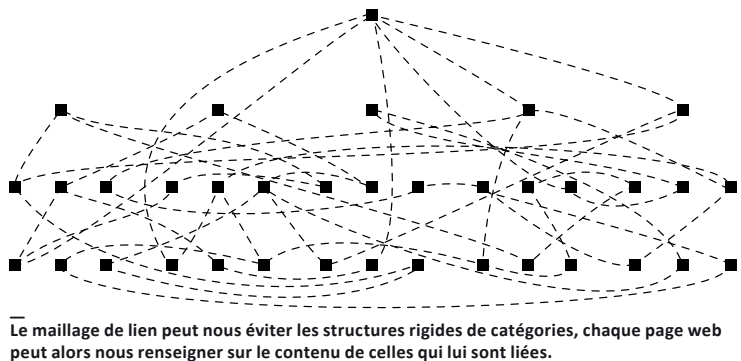 Le maillage de lien peut nous éviter les structures rigides de catégories, chaque page web
peut alors nous renseigner sur le contenu de celles qui lui sont liées.